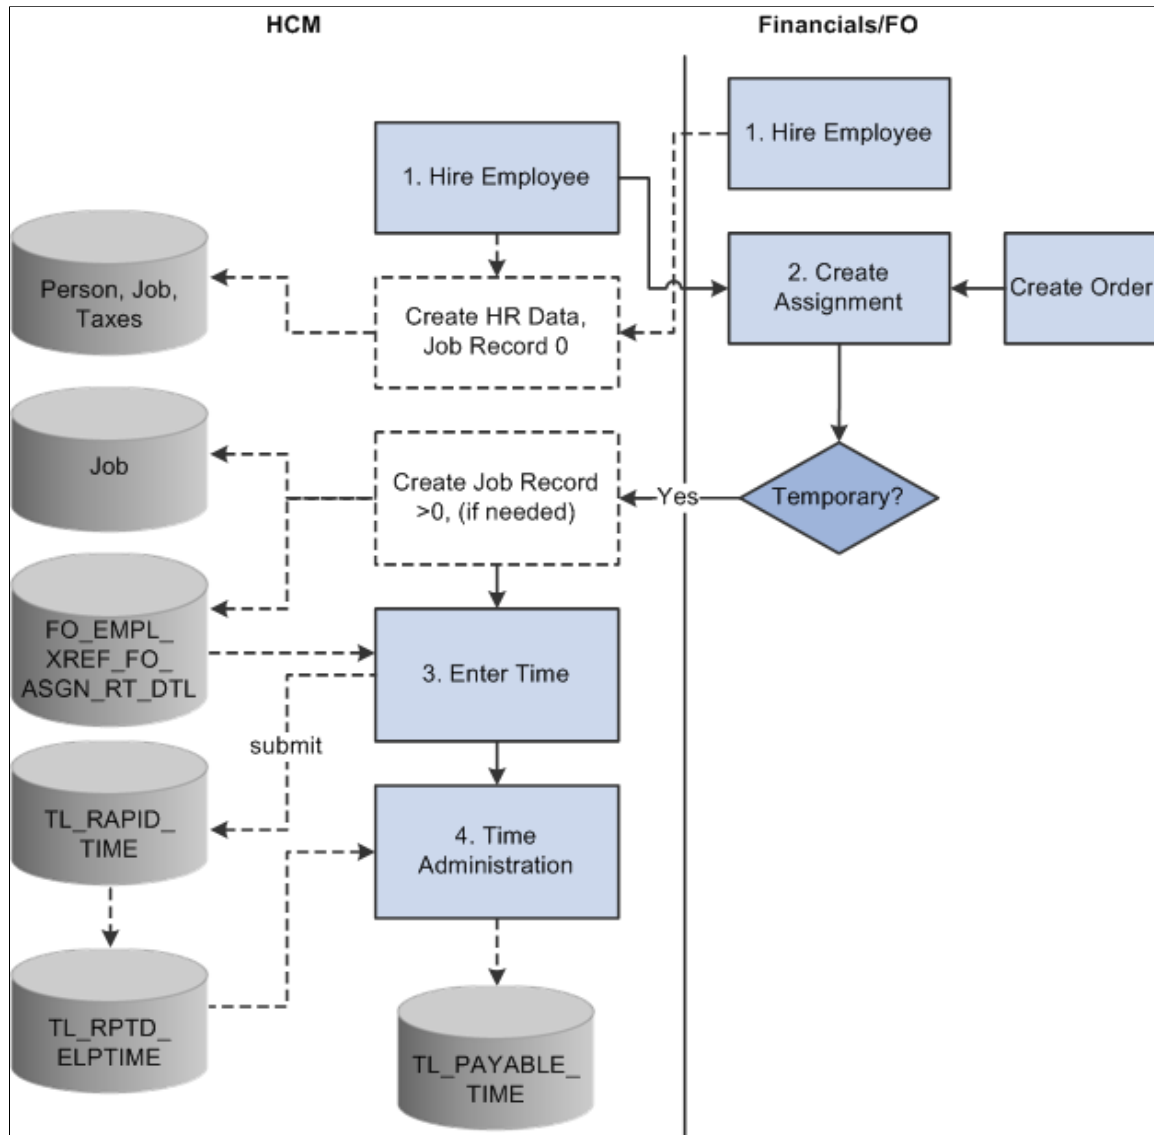 HCM
Financials/FO
1. Hire Employee
1. Hire Employee
2. Create
Assignment
Create Order
Person, Job,
Taxes
Create HR Data,
Job Record 0
Job
Create Job Record
>0, (if needed)
Yes
Temporary?
FO_EMPL_
XREF_FO_
ASGN_RT_DTL
3. Enter Time
submit
TL_RAPID_
TIME
4. Time
Administration
TL_RPTD_
ELPTIME
TL_PAYABLE_
TIME